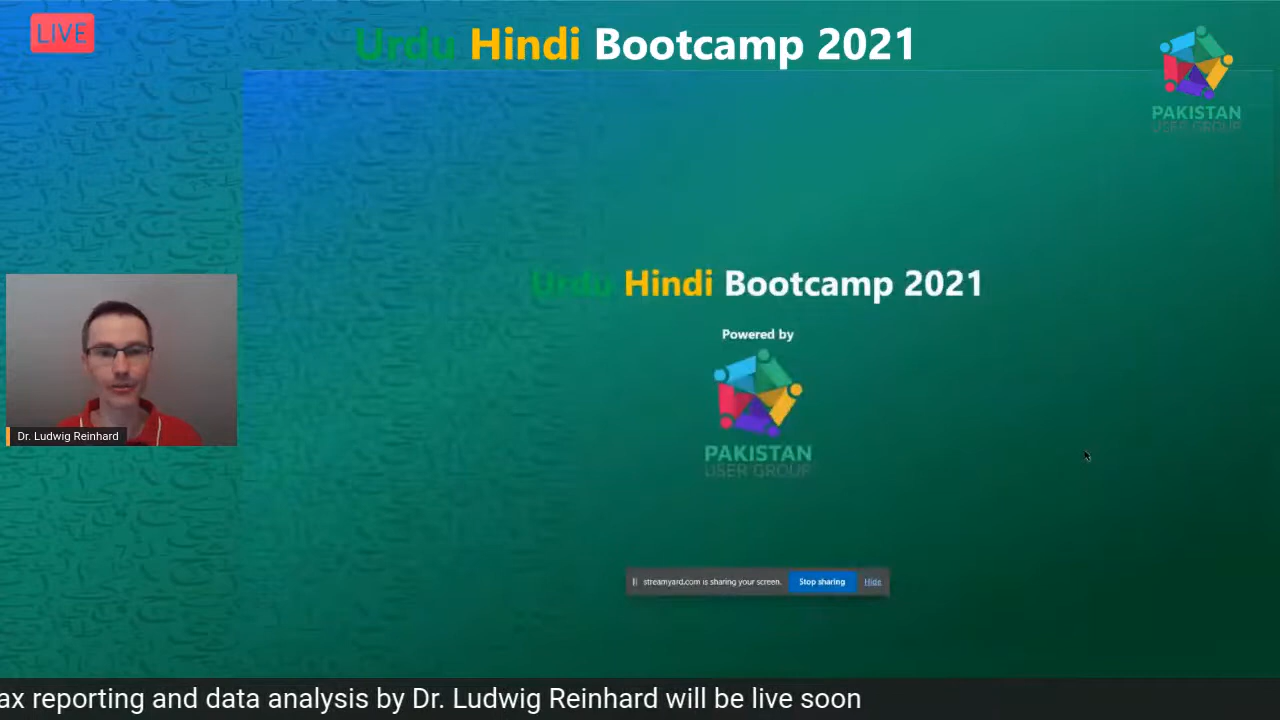 LIVE
Urdu Hindi Bootcamp 2021
PAKISTAN
USER GROUP
Urdu Hindi Bootcamp 2021
Powered by
PAKISTAN
USER GROUP
Dr. Ludwig Reinhard
streamyard.com is sharing your screen. Stop sharing Hide
ax reporting and data analysis by Dr. Ludwig Reinhard will be live soon